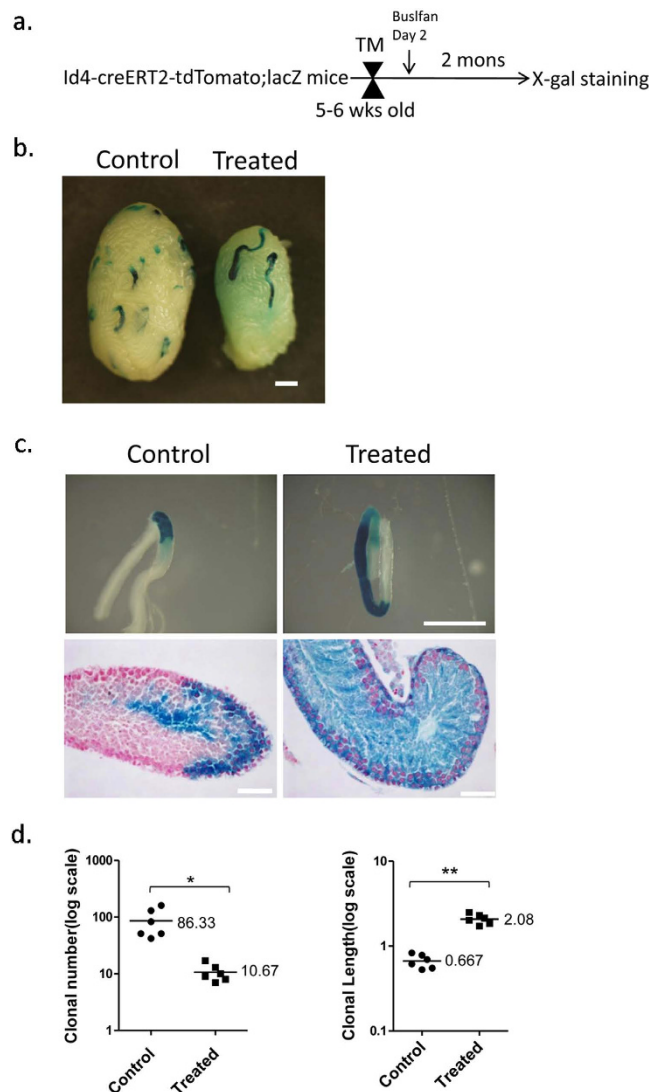 a.
Buslfan
Day 2
TM
2 mons
Id4-creERT2-tdTomato;lacZ mice
X-gal staining
5-6 wks old
b.
Control Treated
c.
Control Treated
d.
Clonal number(log scale)
1000
100
10
1
*
86.33
10.67
Control Treated
Clonal Length(log scale)
10
1
0.1
**
0.667
2.08
Control Treated